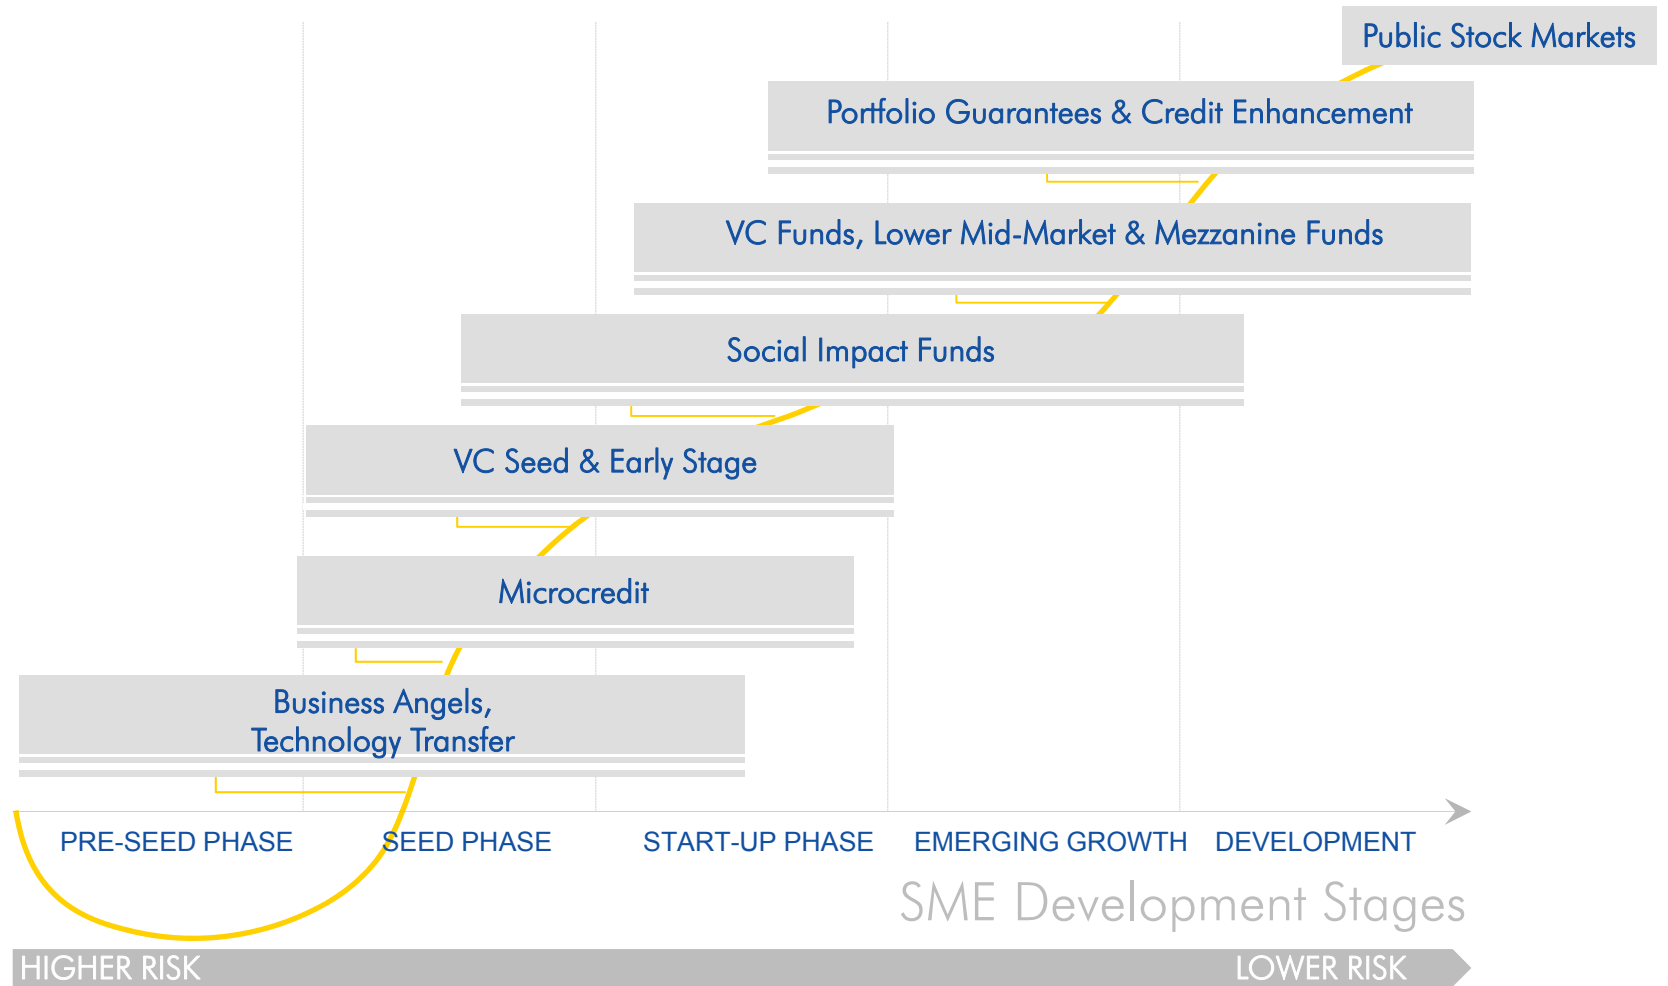 Public Stock Markets
Portfolio Guarantees & Credit Enhancement
VC Funds, Lower Mid-Market & Mezzanine Funds
Social Impact Funds
VC Seed & Early Stage
Microcredit
Business Angels,
Technology Transfer
PRE-SEED PHASE
SEED PHASE
START-UP PHASE
EMERGING GROWTH
DEVELOPMENT
SME Development Stages
HIGHER RISK
LOWER RISK